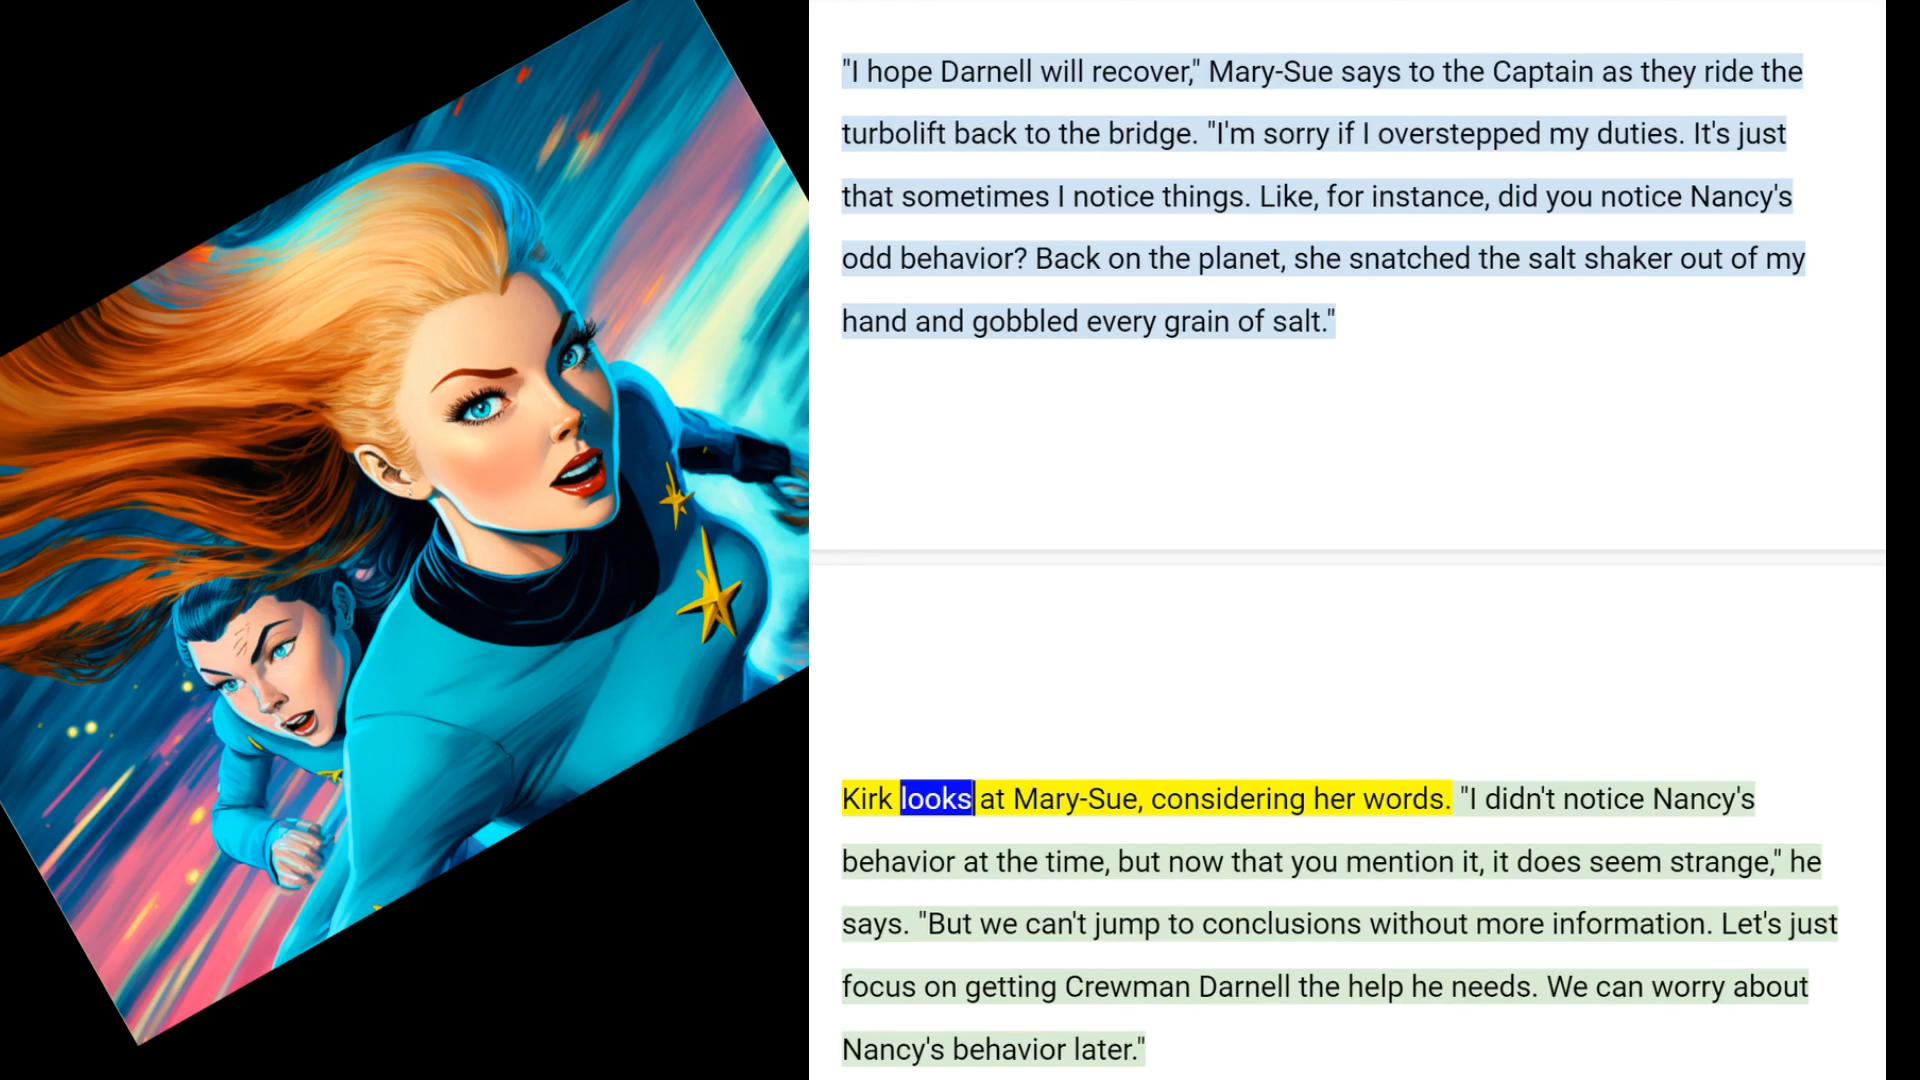 "I hope Darnell will recover," Mary-Sue says to the Captain as they ride the
turbolift back to the bridge. "I'm sorry if I overstepped my duties. It's just
that sometimes I notice things. Like, for instance, did you notice Nancy's
odd behavior? Back on the planet, she snatched the salt shaker out of my
hand and gobbled every grain of salt."
Kirk looks at Mary-Sue, considering her words. "I didn't notice Nancy's
behavior at the time, but now that you mention it, it does seem strange," he
says. "But we can't jump to conclusions without more information. Let's just
focus on getting Crewman Darnell the help he needs. We can worry about
Nancy's behavior later."